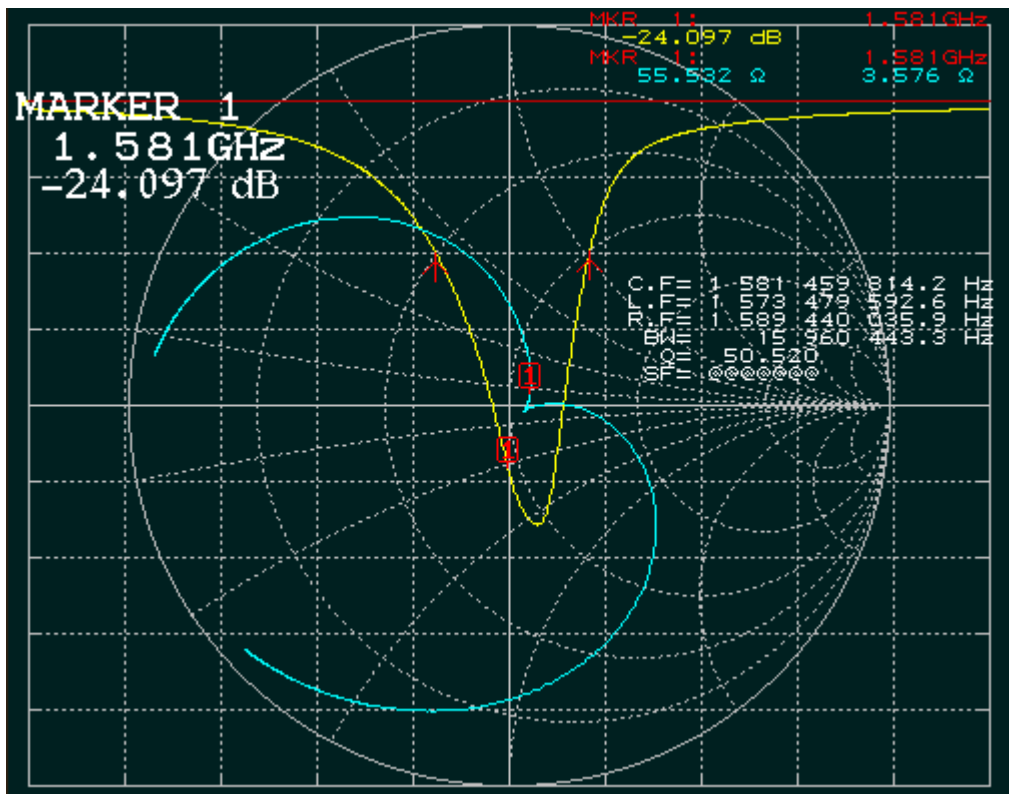 MKR 1: 1.581GHz
-24.097 dB
MKR 1: 1.581GHz
55.532 Ω 3.576 Ω
MARKER 1
1.581GHz
-24.097 dB
C.F= 1 581 459 814.2 Hz
L.F= 1 573 479 592.6 Hz
R.F= 1 589 440 035.9 Hz
BW= 15 960 443.3 Hz
Q= 50.520
SF= @@@@@@@
1
1